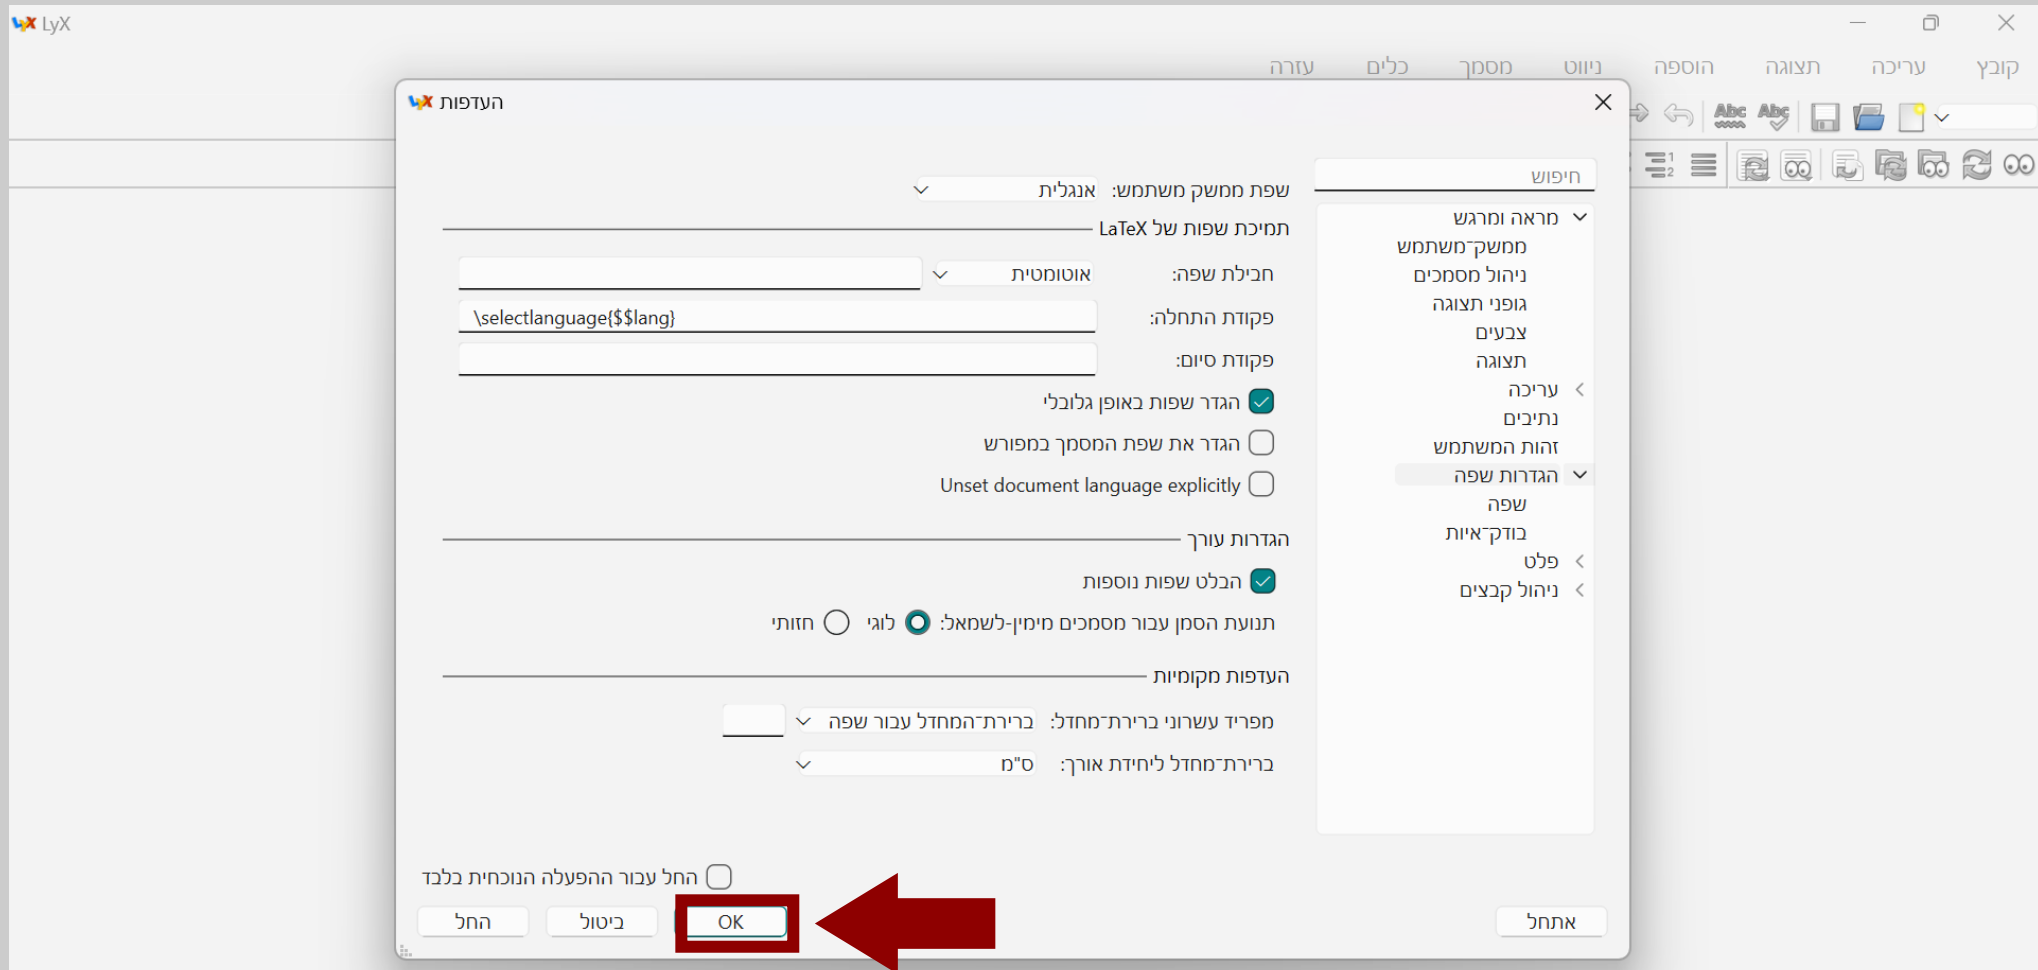 LyX
קובץ עריכה תצוגה הוספה ניווט מסמך כלים עזרה
העדפות
חיפוש
מראה ומרגש
ממשק־משתמש
ניהול מסמכים
גופני תצוגה
צבעים
תצוגה
עריכה
נתיבים
זהות המשתמש
הגדרות שפה
שפה
בודק־איות
פלט
ניהול קבצים
שפת ממשק משתמש: אנגלית
תמיכת שפות של LaTeX
חבילת שפה: אוטומטית
פקודת התחלה: \selectlanguage{$$lang}
פקודת סיום:
הגדר שפות באופן גלובלי
הגדר את שפת המסמך במפורש
Unset document language explicitly
הגדרות עורך
הבלט שפות נוספות
תנועת הסמן עבור מסמכים מימין-לשמאל: לוגי חזותי
העדפות מקומיות
מפריד עשרוני ברירת־מחדל: ברירת־המחדל עבור שפה
ברירת־מחדל ליחידת אורך: ס"מ
החל עבור ההפעלה הנוכחית בלבד
אתחל OK ביטול החל